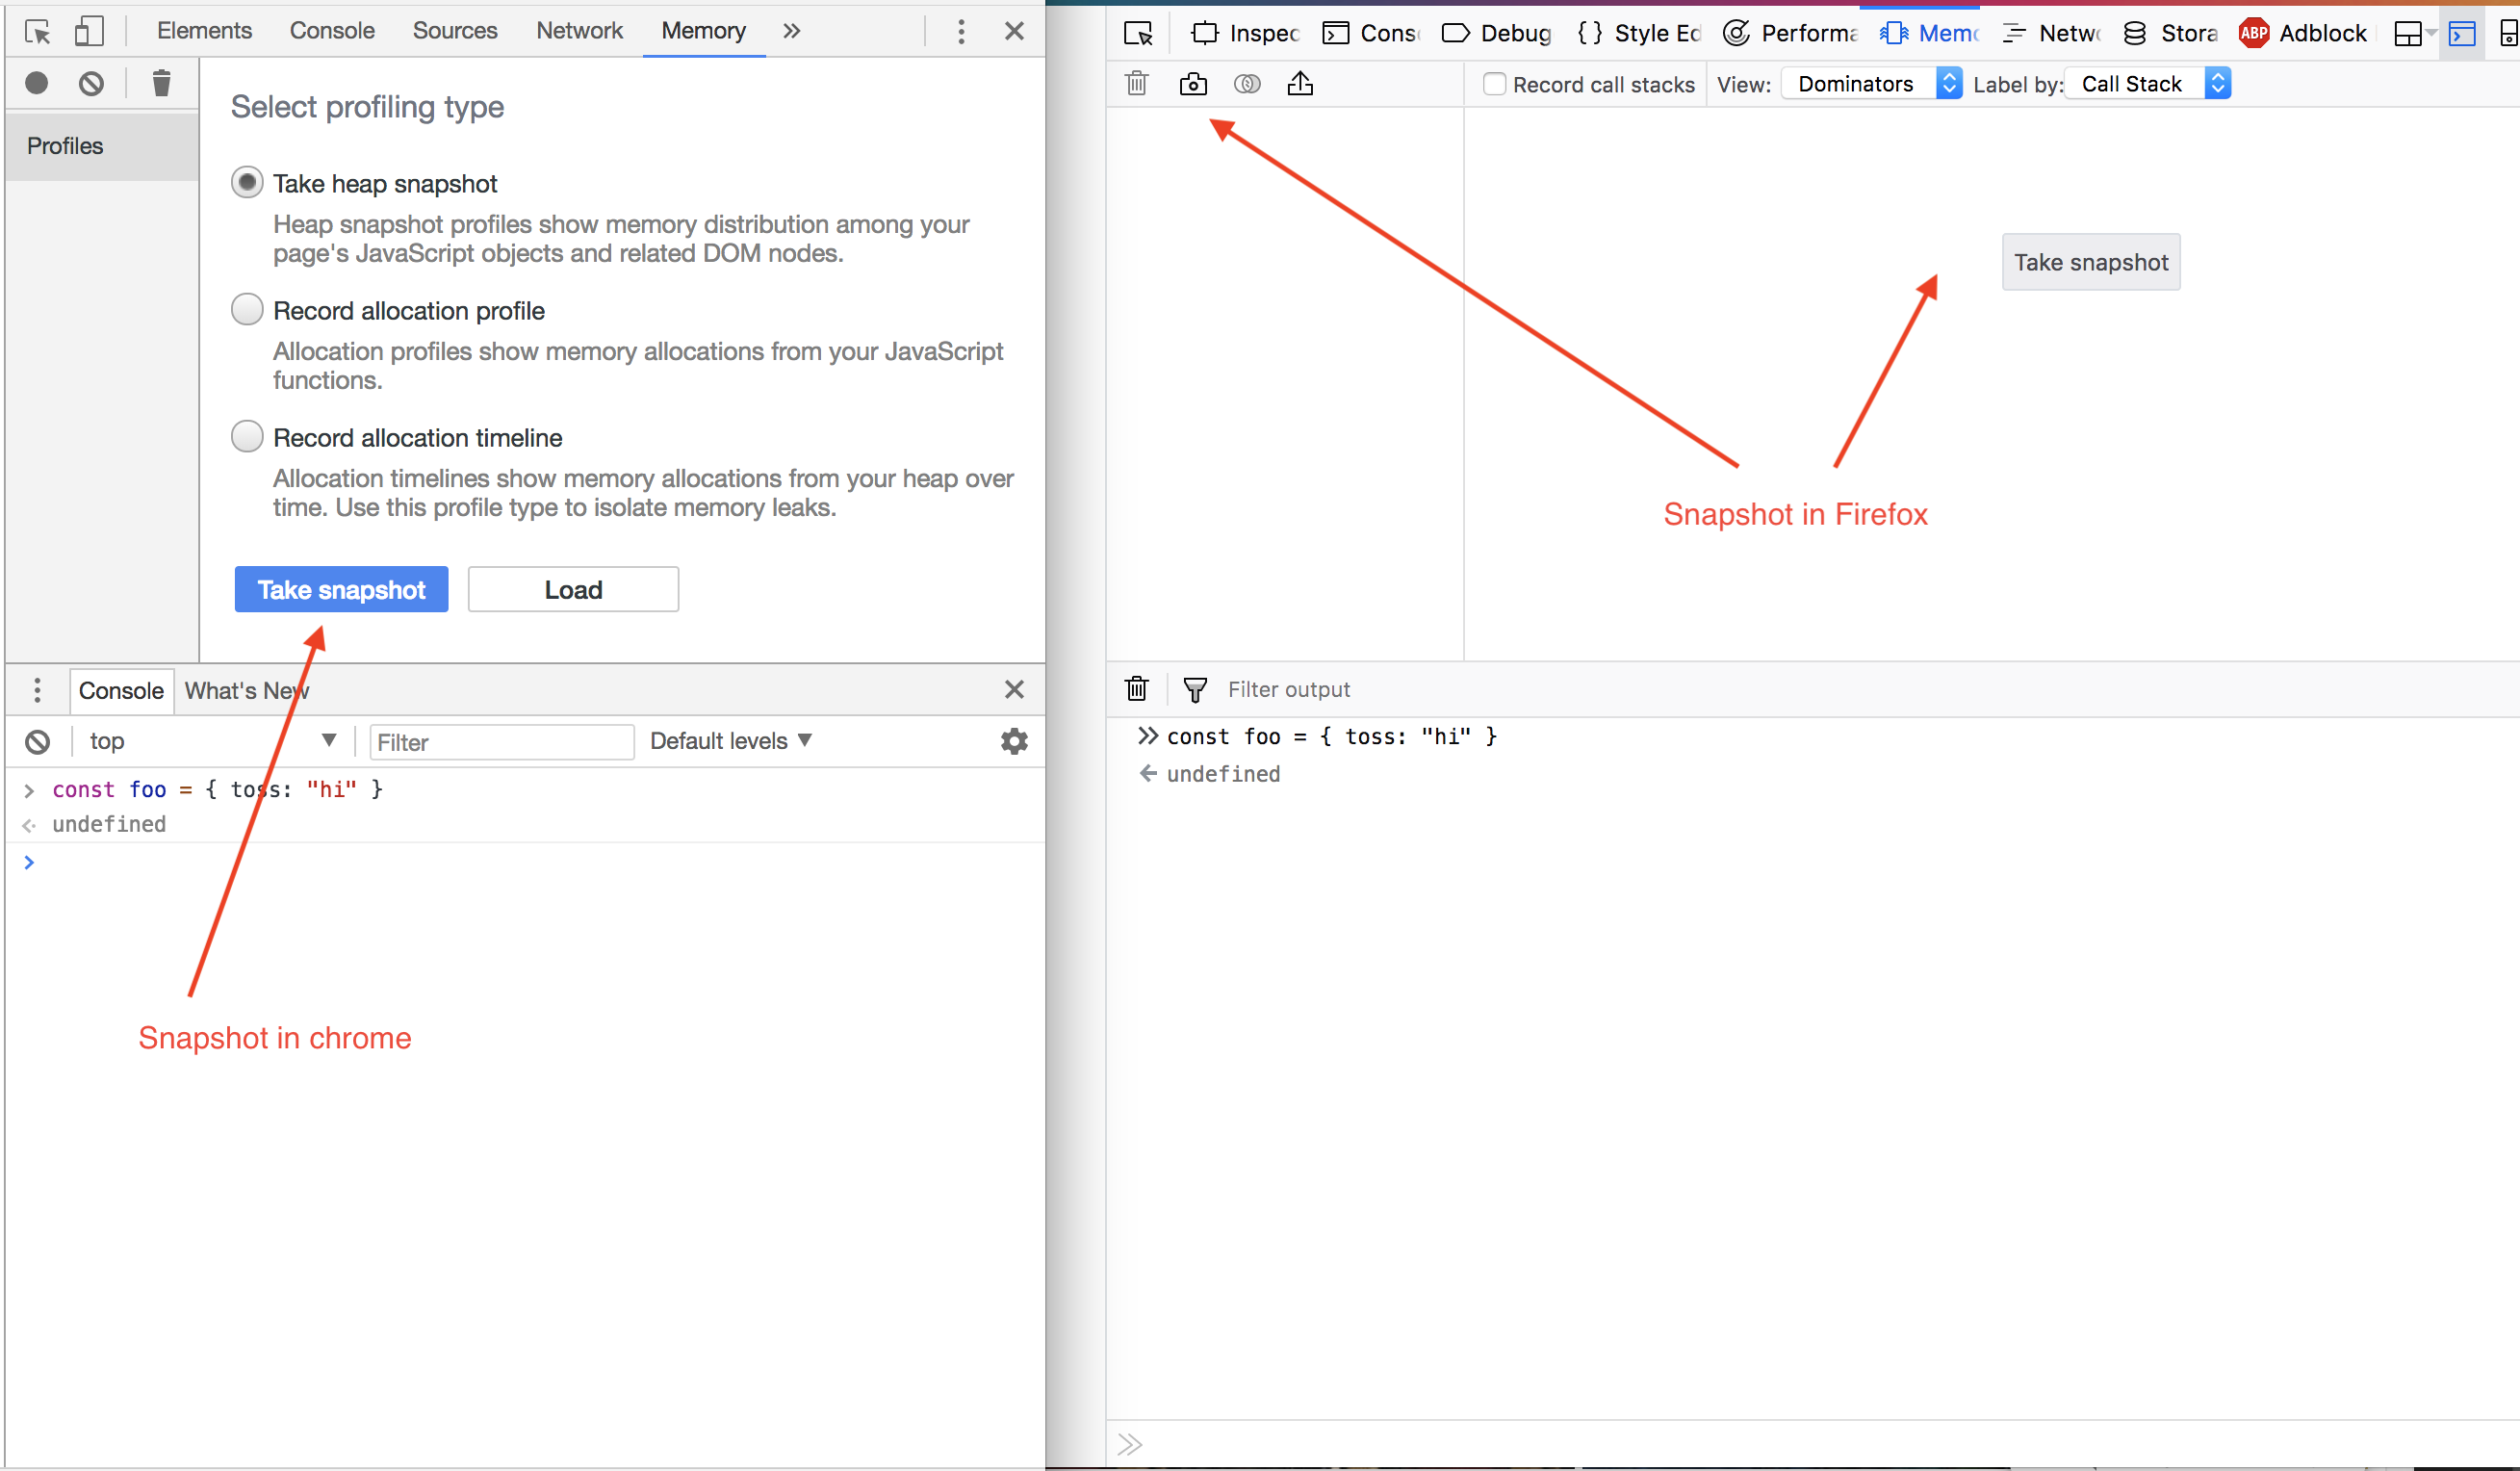 Elements Console Sources Network Memory
Profiles
Select profiling type
Take heap snapshot
Heap snapshot profiles show memory distribution among your
page's JavaScript objects and related DOM nodes.
Record allocation profile
Allocation profiles show memory allocations from your JavaScript
functions.
Record allocation timeline
Allocation timelines show memory allocations from your heap over
time. Use this profile type to isolate memory leaks.
Take snapshot Load
Console What's New
top Filter Default levels
const foo = { toss: "hi" }
undefined
Snapshot in chrome
Inspec Cons Debug {} Style Ed Performa Memo Netwo Stora ABP Adblock
Record call stacks View: Dominators Label by: Call Stack
Take snapshot
Snapshot in Firefox
Filter output
const foo = { toss: "hi" }
undefined